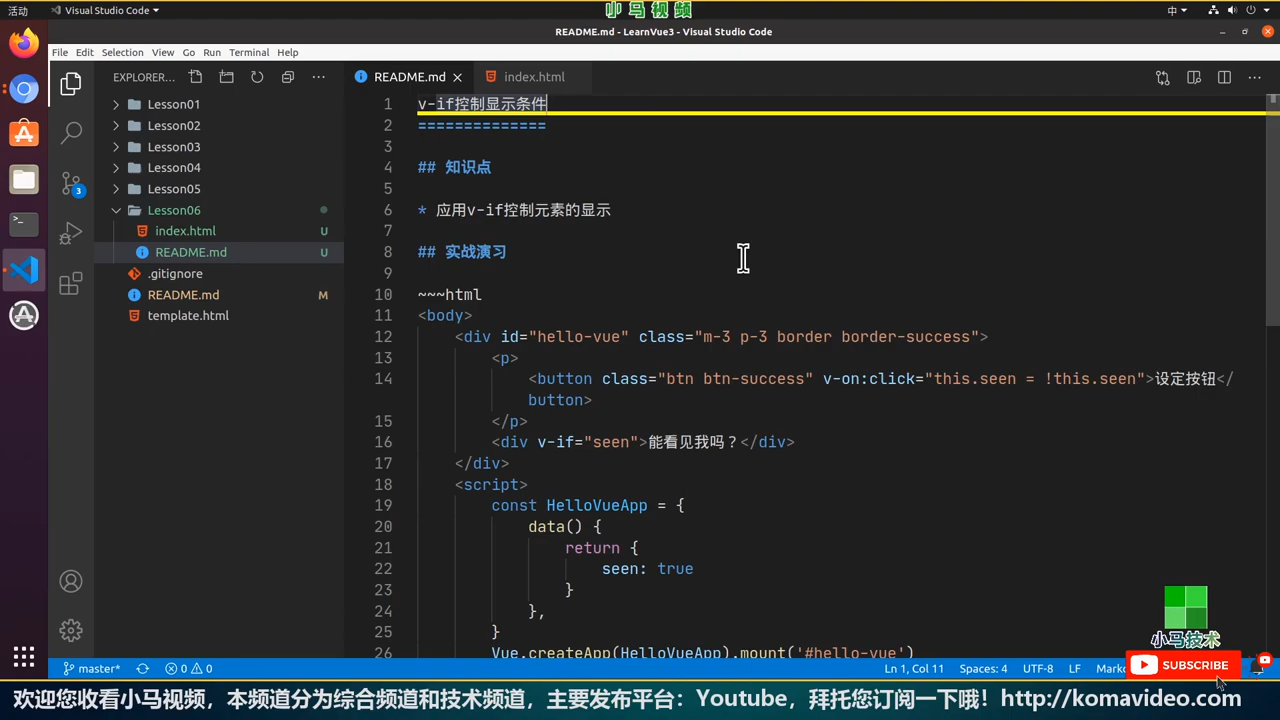 活动
Visual Studio Code
小马视频
中
README.md - LearnVue3 - Visual Studio Code
File Edit Selection View Go Run Terminal Help
EXPLORER...
README.md
index.html
Lesson01
Lesson02
Lesson03
Lesson04
Lesson05
Lesson06
index.html U
README.md U
.gitignore
README.md M
template.html
3
1 v-if控制显示条件
2 ==============
3
4 ## 知识点
5
6 * 应用v-if控制元素的显示
7
8 ## 实战演习
9
10 ~~~html
11 <body>
12 <div id="hello-vue" class="m-3 p-3 border border-success">
13 <p>
14 <button class="btn btn-success" v-on:click="this.seen = !this.seen">设定按钮</
button>
15 </p>
16 <div v-if="seen">能看见我吗？</div>
17 </div>
18 <script>
19 const HelloVueApp = {
20 data() {
21 return {
22 seen: true
23 }
24 },
25 }
26 Vue.createApp(HelloVueApp).mount('#hello-vue')
小马技术
SUBSCRIBE
master* 0 0 Ln 1, Col 11 Spaces: 4 UTF-8 LF Marko
欢迎您收看小马视频，本频道分为综合频道和技术频道，主要发布平台：Youtube，拜托您订阅一下哦！http://komavideo.com